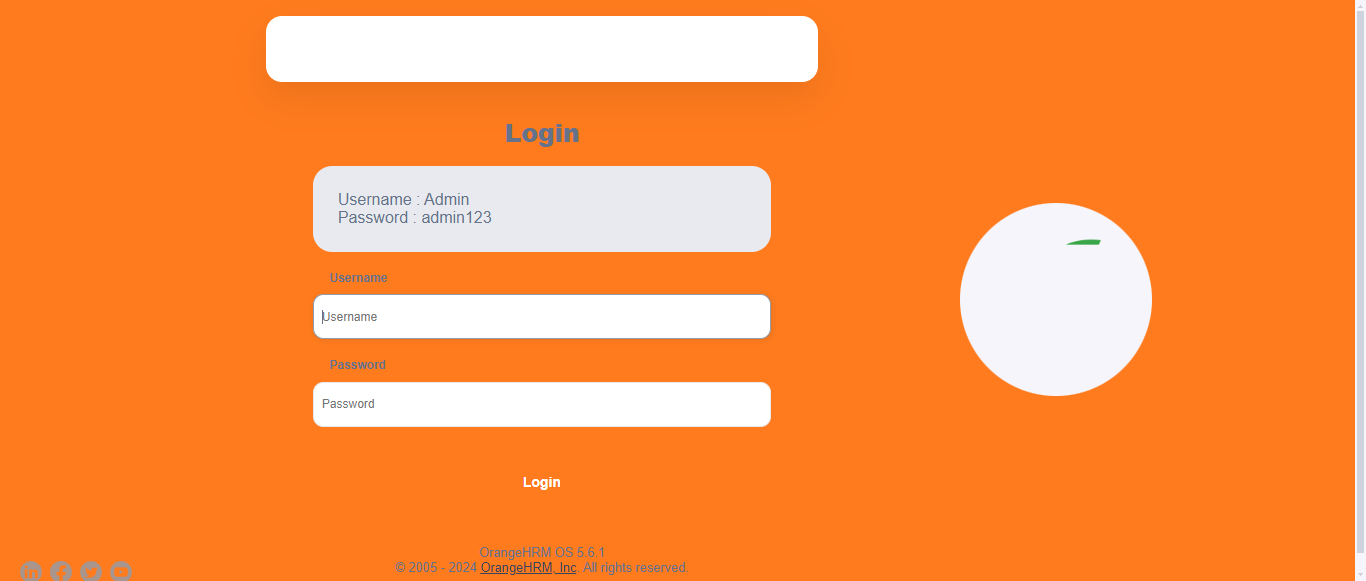 Login
Username : Admin
Password : admin123
Username
Username
Password
Password
Login
OrangeHRM OS 5.6.1
© 2005 - 2024 OrangeHRM, Inc. All rights reserved.